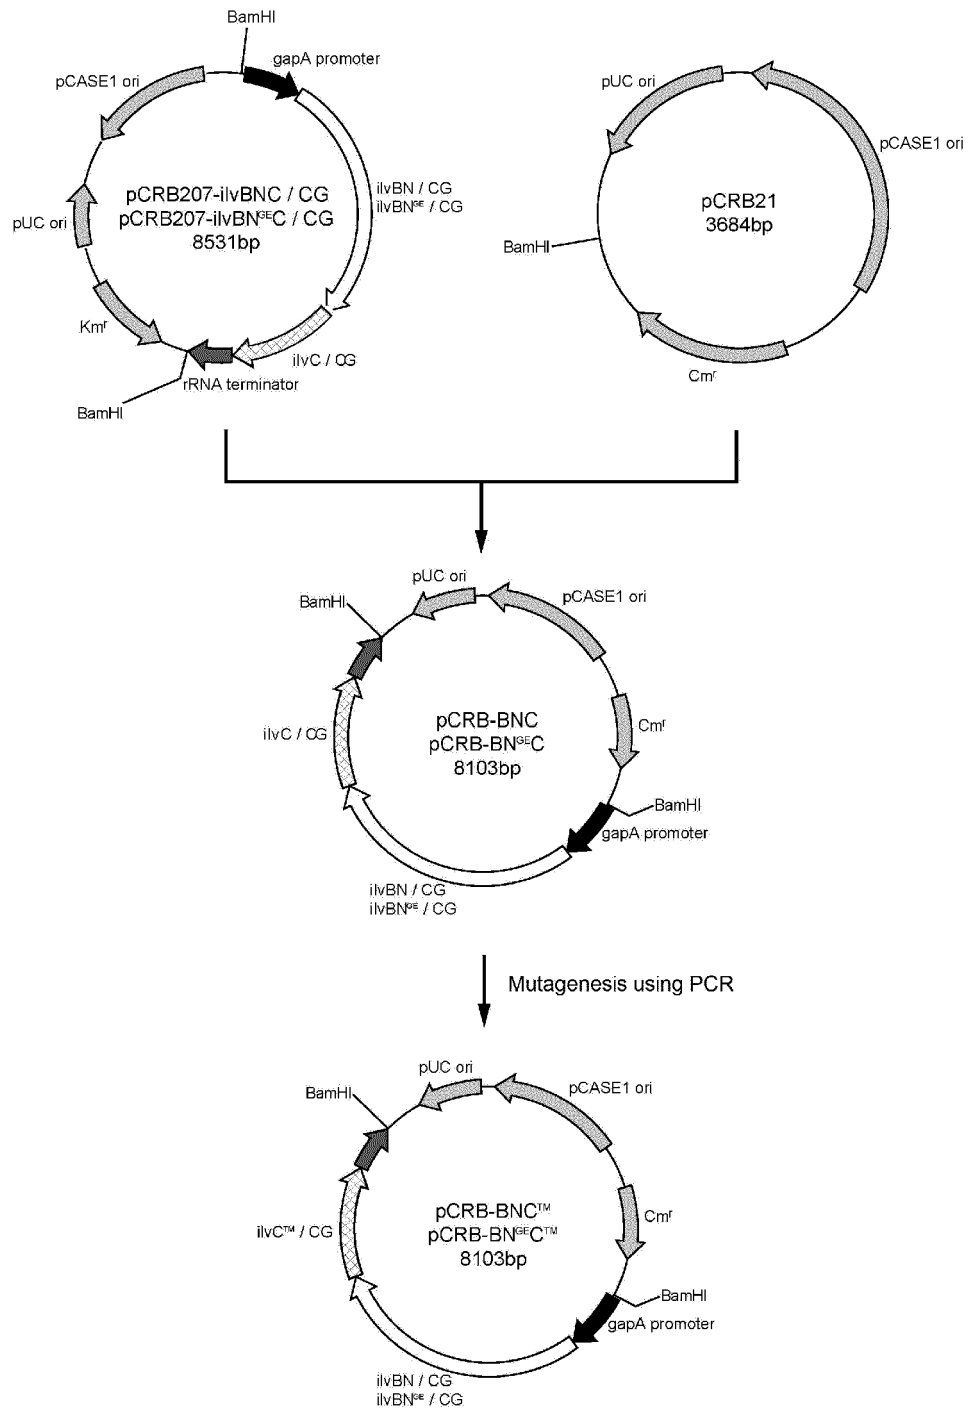 BamHI
gapA promoter
pCASE1 ori
pUC ori
pCRB207-ilvBNC / CG
pCRB207-ilvBN^GE C / CG
8531bp
ilvBN / CG
ilvBN^GE / CG
Km^r
ilvC / CG
rRNA terminator
BamHI
pUC ori
pCASE1 ori
pCRB21
3684bp
BamHI
Cm^r
pUC ori
BamHI
pCASE1 ori
pCRB-BNC
pCRB-BN^GE C
8103bp
ilvC / CG
Cm^r
BamHI
gapA promoter
ilvBN / CG
ilvBN^GE / CG
Mutagenesis using PCR
pUC ori
BamHI
pCASE1 ori
pCRB-BNC^TM
pCRB-BN^GE C^TM
8103bp
ilvC^TM / CG
Cm^r
BamHI
gapA promoter
ilvBN / CG
ilvBN^GE / CG